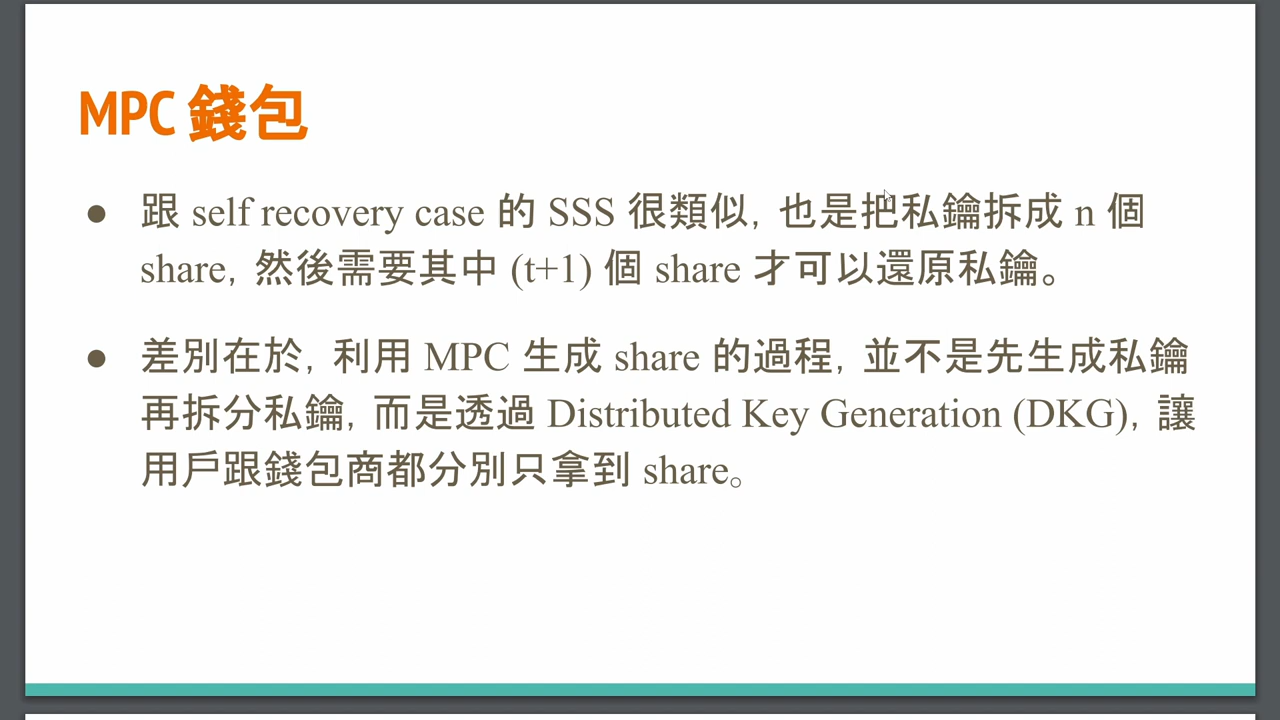 MPC 錢包
● 跟 self recovery case 的 SSS 很類似，也是把私鑰拆成 n 個
share，然後需要其中 (t+1) 個 share 才可以還原私鑰。
● 差別在於，利用 MPC 生成 share 的過程，並不是先生成私鑰
再拆分私鑰，而是透過 Distributed Key Generation (DKG)，讓
用戶跟錢包商都分別只拿到 share。